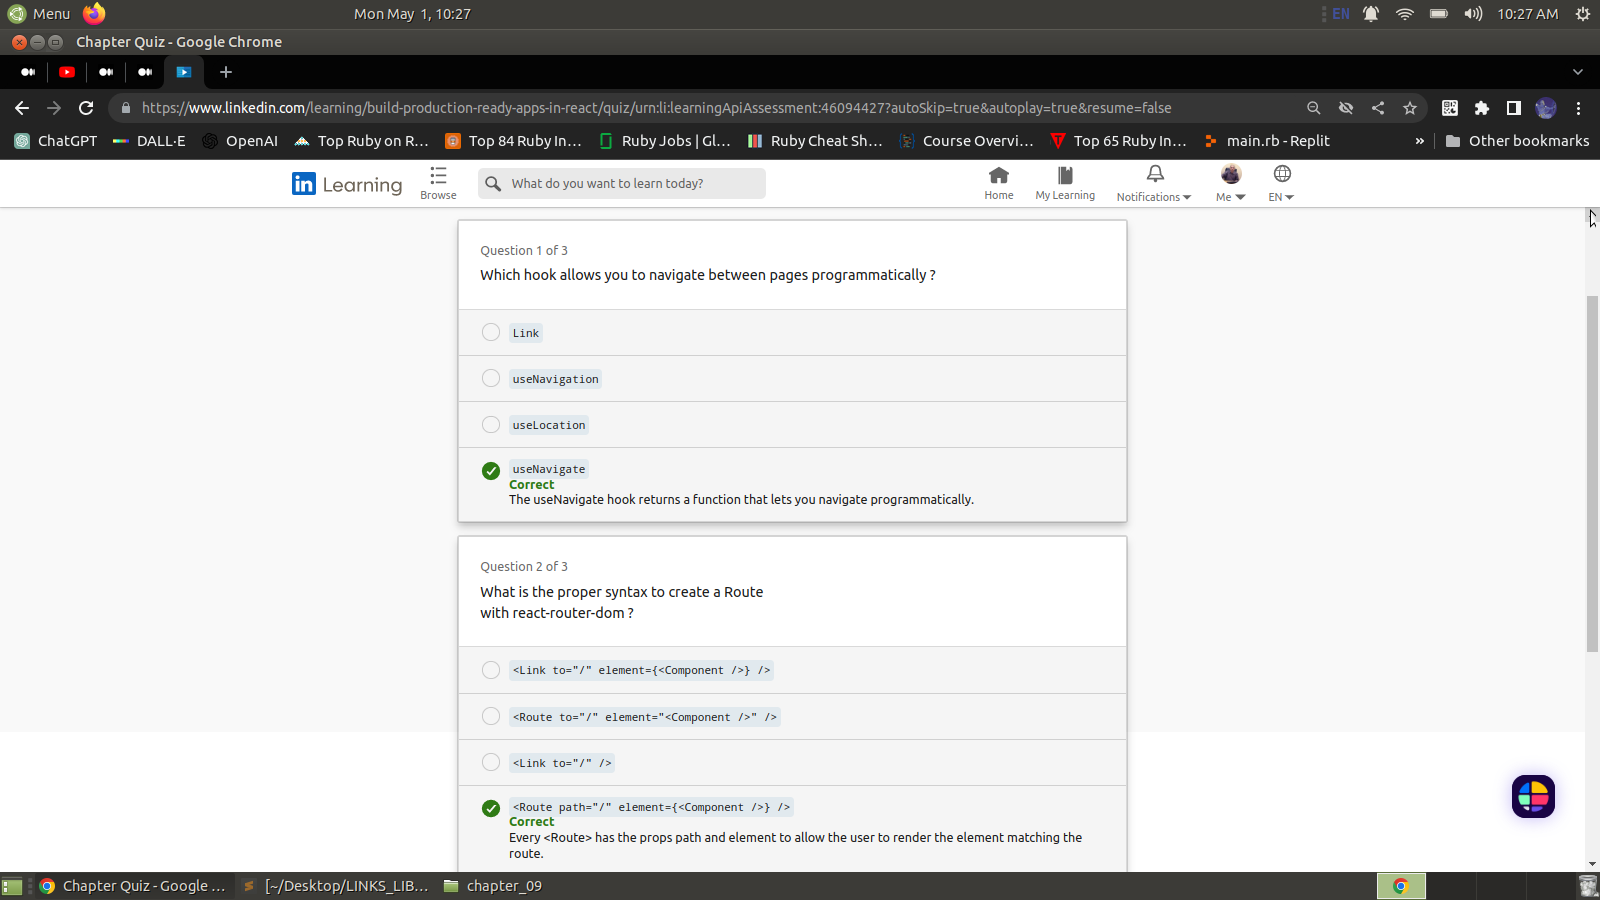 Menu
Mon May 1, 10:27
EN
10:27 AM
Chapter Quiz - Google Chrome
https://www.linkedin.com/learning/build-production-ready-apps-in-react/quiz/urn:li:learningApiAssessment:46094427?autoSkip=true&autoplay=true&resume=false
ChatGPT
DALL·E
OpenAI
Top Ruby on R...
Top 84 Ruby In...
Ruby Jobs | Gl...
Ruby Cheat Sh...
Course Overvi...
Top 65 Ruby In...
main.rb - Replit
»
Other bookmarks
in Learning
Browse
What do you want to learn today?
Home
My Learning
Notifications
Me
EN
Question 1 of 3
Which hook allows you to navigate between pages programmatically ?
Link
useNavigation
useLocation
useNavigate
Correct
The useNavigate hook returns a function that lets you navigate programmatically.
Question 2 of 3
What is the proper syntax to create a Route
with react-router-dom ?
<Link to="/" element={<Component />} />
<Route to="/" element="<Component />" />
<Link to="/" />
<Route path="/" element={<Component />} />
Correct
Every <Route> has the props path and element to allow the user to render the element matching the
route.
Chapter Quiz - Google ...
[~/Desktop/LINKS_LIB...
chapter_09